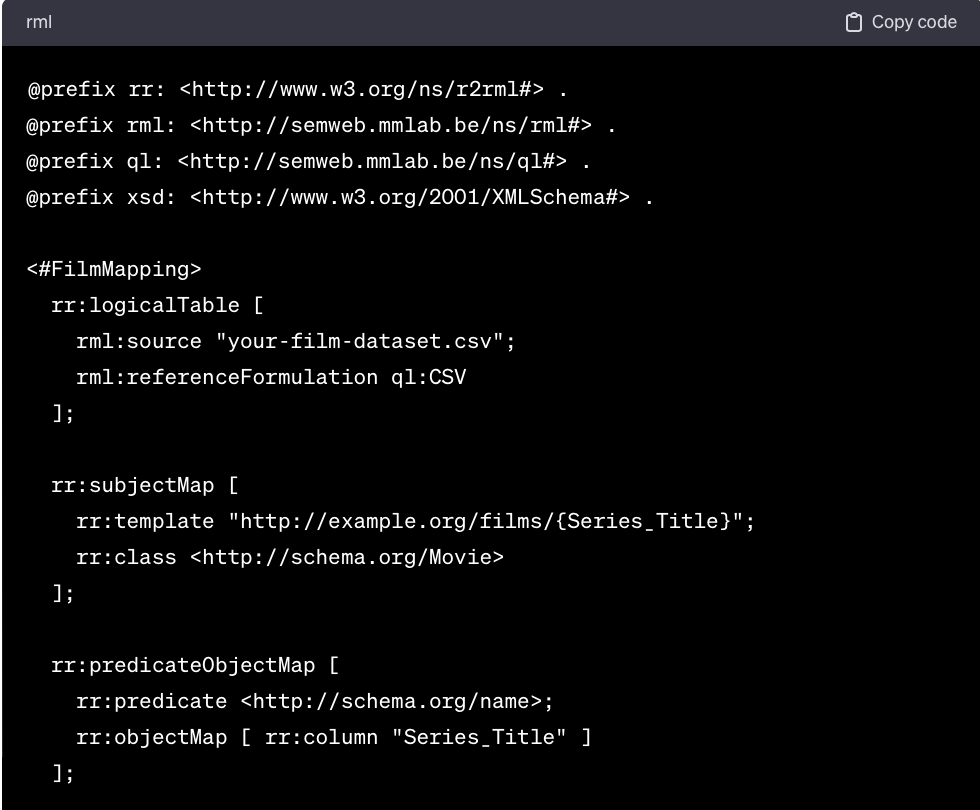 rml
Copy code
@prefix rr: <http://www.w3.org/ns/r2rml#> .
@prefix rml: <http://semweb.mmlab.be/ns/rml#> .
@prefix ql: <http://semweb.mmlab.be/ns/ql#> .
@prefix xsd: <http://www.w3.org/2001/XMLSchema#> .

<#FilmMapping>
  rr:logicalTable [
    rml:source "your-film-dataset.csv";
    rml:referenceFormulation ql:CSV
  ];

  rr:subjectMap [
    rr:template "http://example.org/films/{Series_Title}";
    rr:class <http://schema.org/Movie>
  ];

  rr:predicateObjectMap [
    rr:predicate <http://schema.org/name>;
    rr:objectMap [ rr:column "Series_Title" ]
  ];